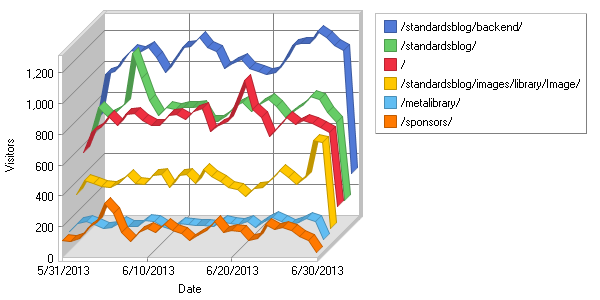 /standardsblog/backend/
/standardsblog/
/
/standardsblog/images/library/Image/
/metalibrary/
/sponsors/
Visitors
1,200
1,000
800
600
400
200
0
5/31/2013 6/10/2013 6/20/2013 6/30/2013
Date